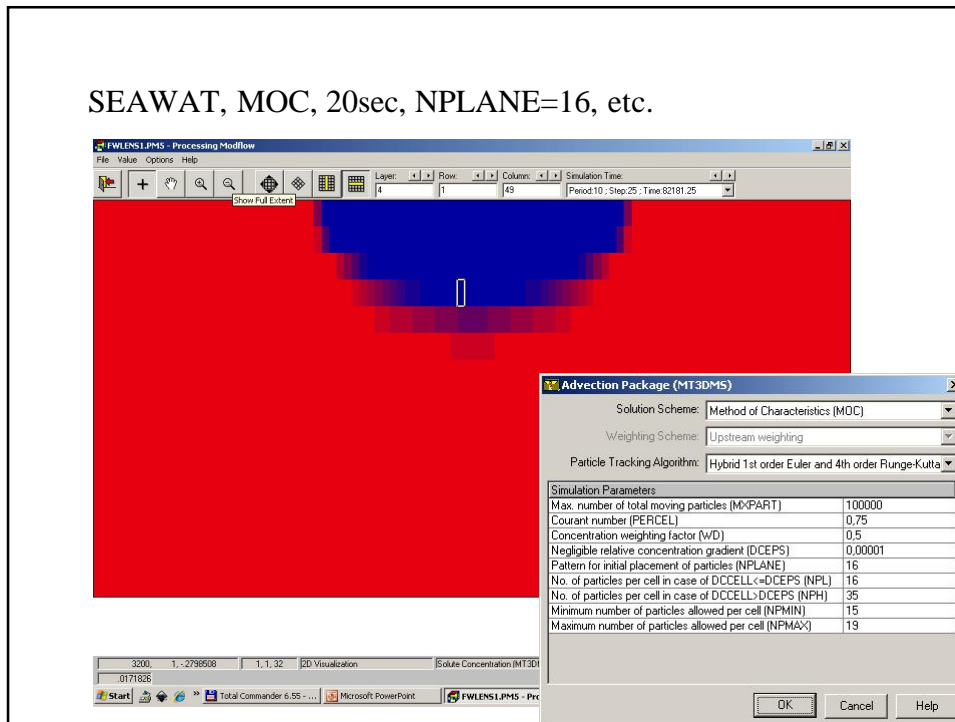 SEAWAT, MOC, 20sec, NPLANE=16, etc.
FWLENS1.PM5 - Processing Modflow
File Value Options Help
Layer: Row: Column: Simulation Time:
4 1 49 Period:10 ; Step:25 ; Time:82181.25
Show Full Extent
Advection Package (MT3DMS)
Solution Scheme: Method of Characteristics (MOC)
Weighting Scheme: Upstream weighting
Particle Tracking Algorithm: Hybrid 1st order Euler and 4th order Runge-Kutta
Simulation Parameters
Max. number of total moving particles (MXPART) 100000
Courant number (PERCEL) 0,75
Concentration weighting factor (WD) 0,5
Negligible relative concentration gradient (DCEPS) 0,00001
Pattern for initial placement of particles (NPLANE) 16
No. of particles per cell in case of DCCELL<=DCEPS (NPL) 16
No. of particles per cell in case of DCCELL>DCEPS (NPH) 35
Minimum number of particles allowed per cell (NPMIN) 15
Maximum number of particles allowed per cell (NPMAX) 19
OK Cancel Help
3200, 1,-.2798508 1, 1, 32 2D Visualization Solute Concentration (MT3D
.0171826
Start » Total Commander 6.55 - ... Microsoft PowerPoint FWLENS1.PM5 - Pro